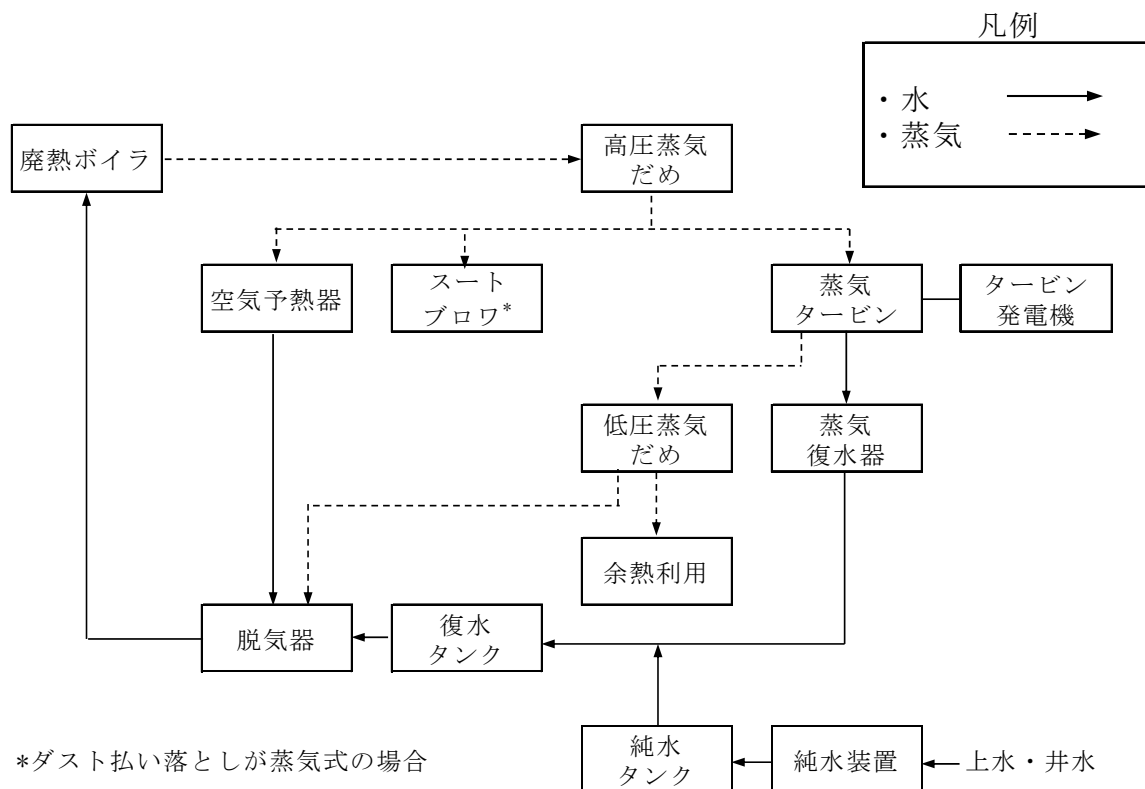 凡例
・水
・蒸気
廃熱ボイラ
高圧蒸気
だめ
空気予熱器
スート
ブロワ*
蒸気
タービン
タービン
発電機
低圧蒸気
だめ
蒸気
復水器
余熱利用
脱気器
復水
タンク
*ダスト払い落としが蒸気式の場合
純水
タンク
純水装置
上水・井水